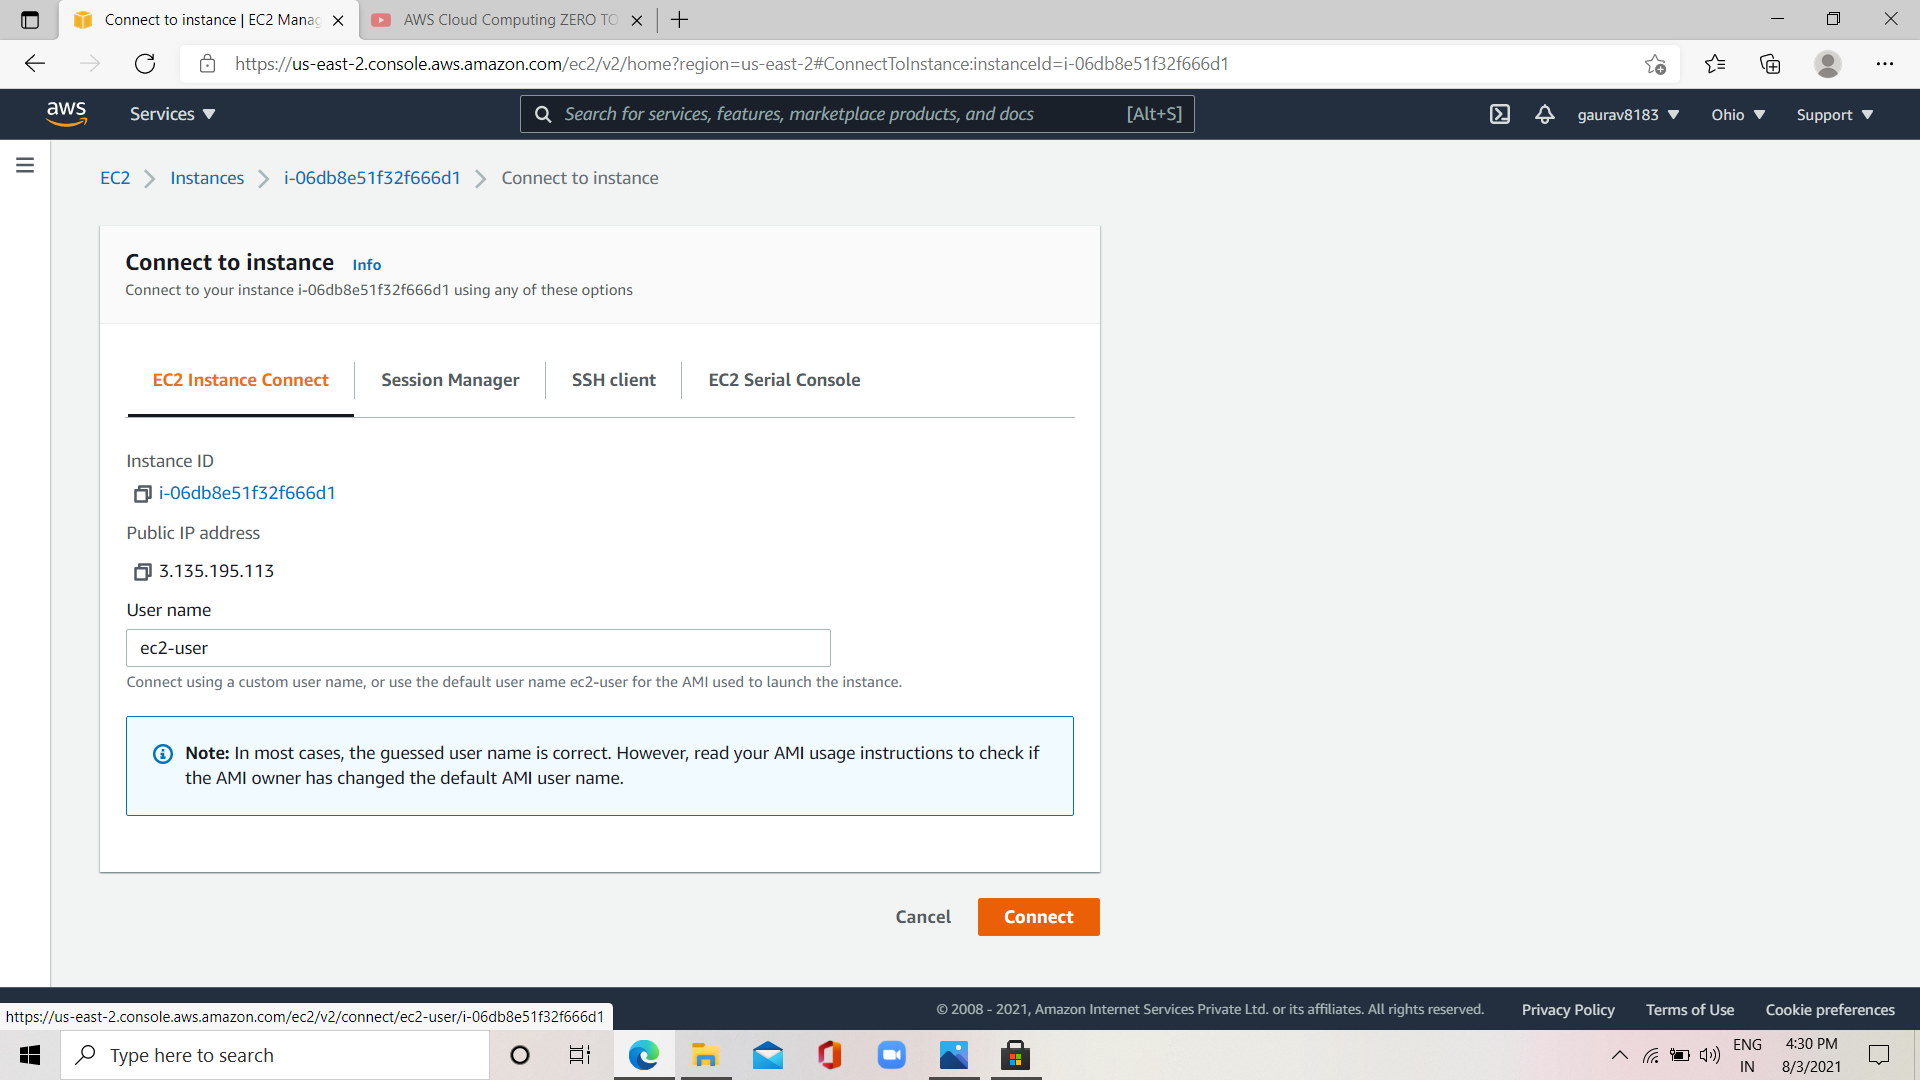 Connect to instance | EC2 Manag
AWS Cloud Computing ZERO TO
https://us-east-2.console.aws.amazon.com/ec2/v2/home?region=us-east-2#ConnectToInstance:instanceId=i-06db8e51f32f666d1
aws
Services
Search for services, features, marketplace products, and docs
[Alt+S]
gaurav8183
Ohio
Support
EC2
Instances
i-06db8e51f32f666d1
Connect to instance
Connect to instance
Info
Connect to your instance i-06db8e51f32f666d1 using any of these options
EC2 Instance Connect
Session Manager
SSH client
EC2 Serial Console
Instance ID
i-06db8e51f32f666d1
Public IP address
3.135.195.113
User name
ec2-user
Connect using a custom user name, or use the default user name ec2-user for the AMI used to launch the instance.
Note: In most cases, the guessed user name is correct. However, read your AMI usage instructions to check if
the AMI owner has changed the default AMI user name.
Cancel
Connect
© 2008 - 2021, Amazon Internet Services Private Ltd. or its affiliates. All rights reserved.
Privacy Policy
Terms of Use
Cookie preferences
https://us-east-2.console.aws.amazon.com/ec2/v2/connect/ec2-user/i-06db8e51f32f666d1
Type here to search
ENG
IN
4:30 PM
8/3/2021